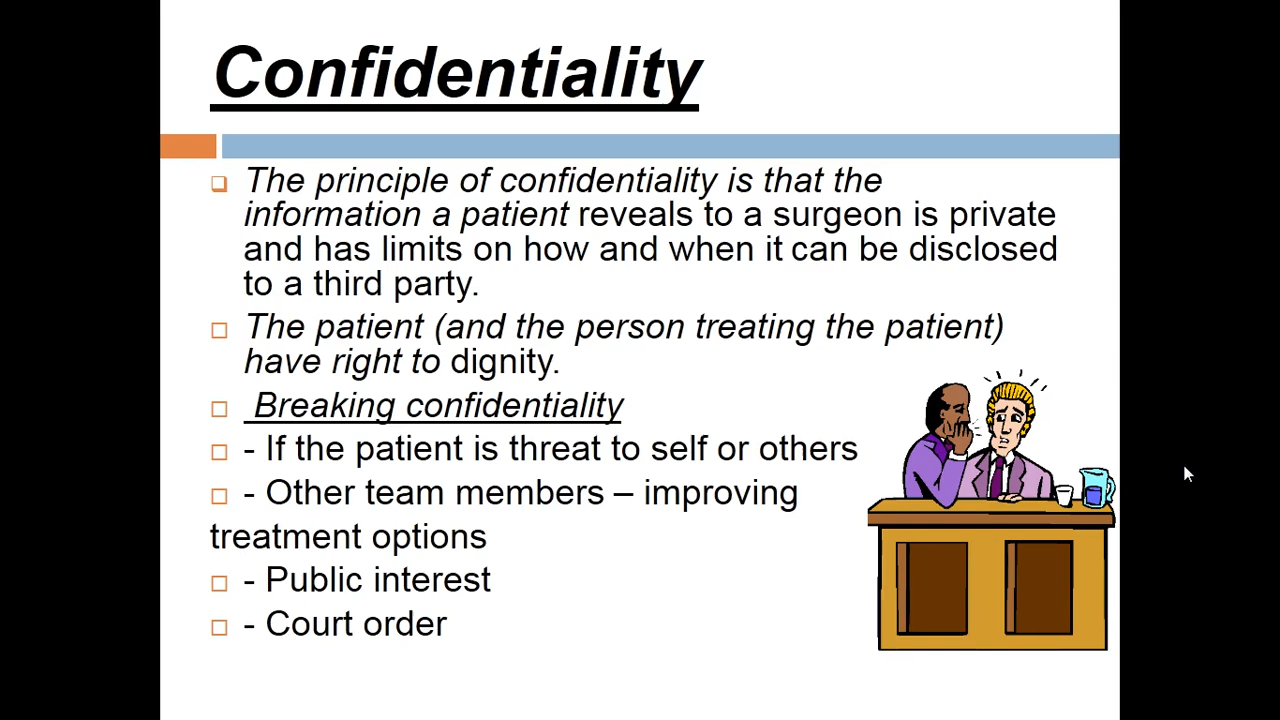 Confidentiality
The principle of confidentiality is that the
information a patient reveals to a surgeon is private
and has limits on how and when it can be disclosed
to a third party.
The patient (and the person treating the patient)
have right to dignity.
Breaking confidentiality
- If the patient is threat to self or others
- Other team members – improving
treatment options
- Public interest
- Court order